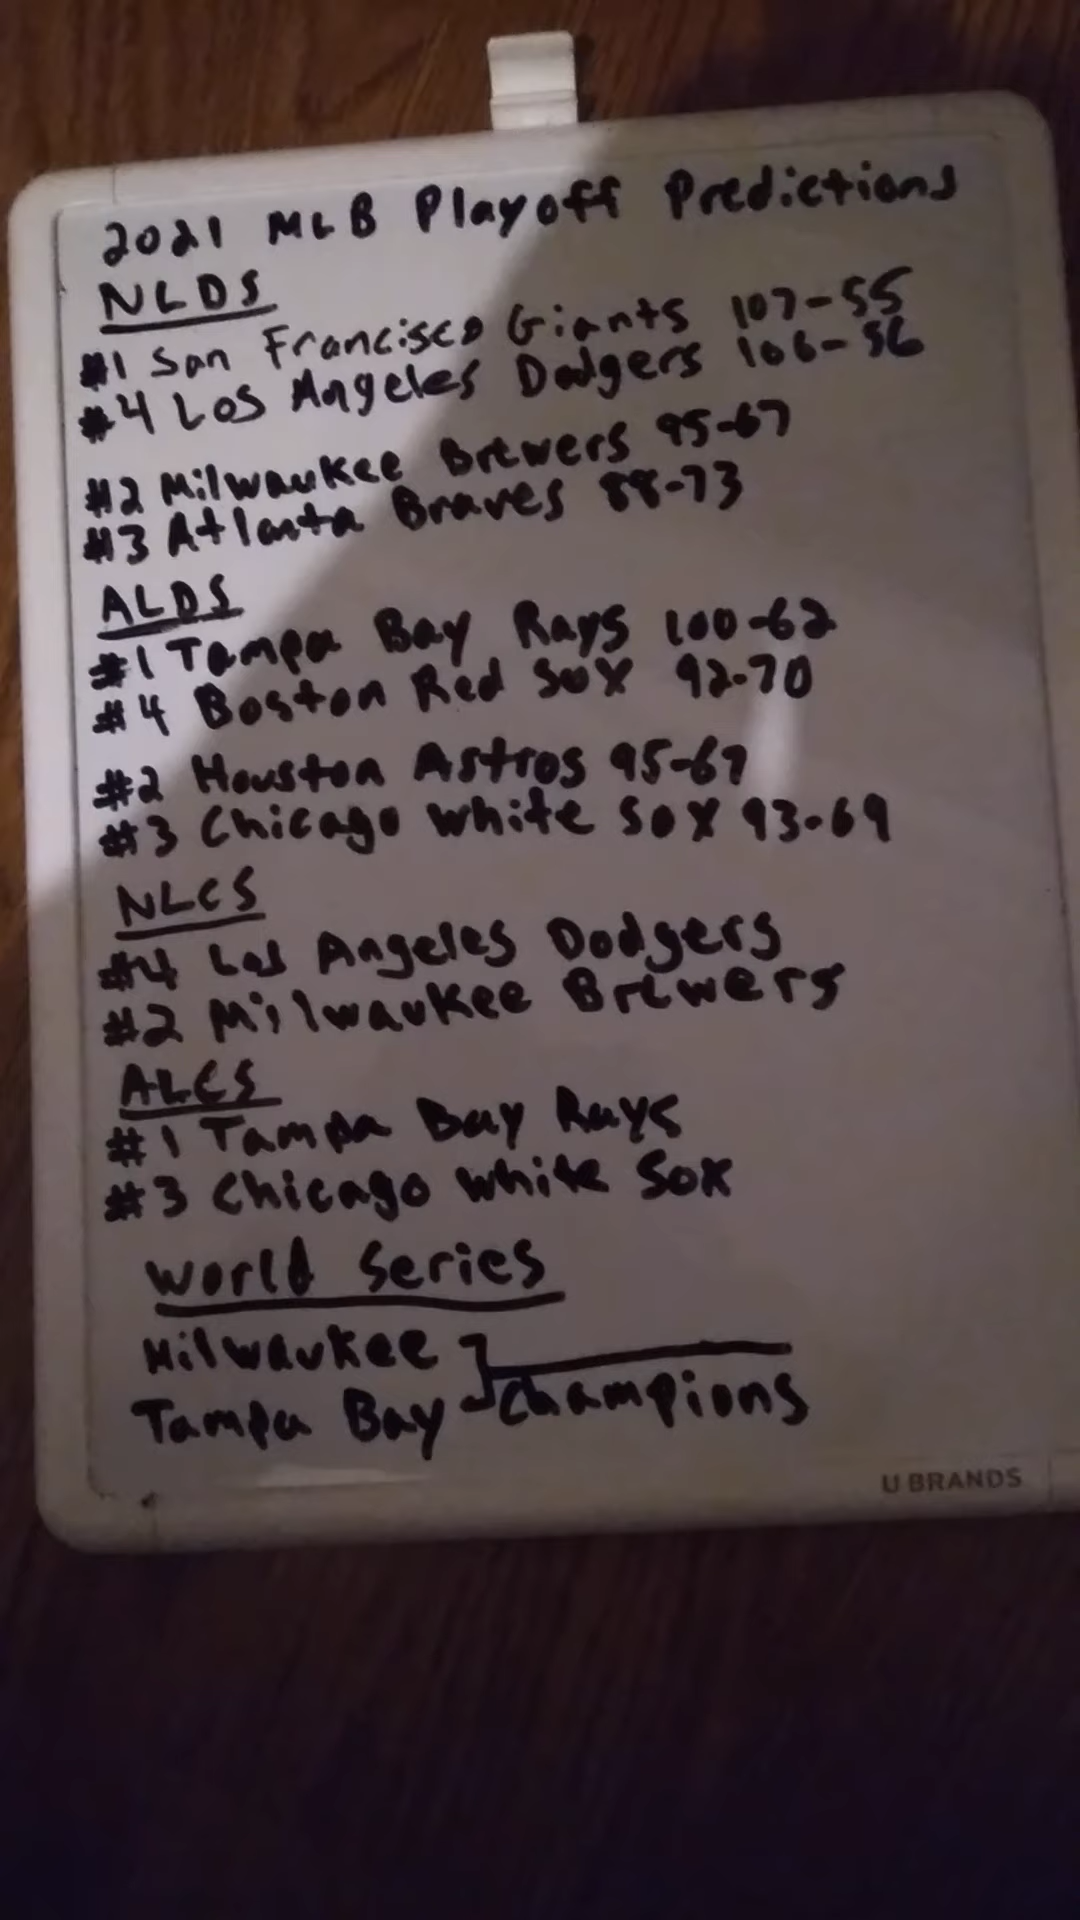 2021 MLB Playoff Predictions
NLDS
#1 San Francisco Giants 107-55
#4 Los Angeles Dodgers 106-56
#2 Milwaukee Brewers 95-67
#3 Atlanta Braves 88-73
ALDS
#1 Tampa Bay Rays 100-62
#4 Boston Red Sox 92-70
#2 Houston Astros 95-67
#3 Chicago White Sox 93-69
NLCS
#4 Los Angeles Dodgers
#2 Milwaukee Brewers
ALCS
#1 Tampa Bay Rays
#3 Chicago White Sox
World Series
Milwaukee
Tampa Bay Champions
U BRANDS